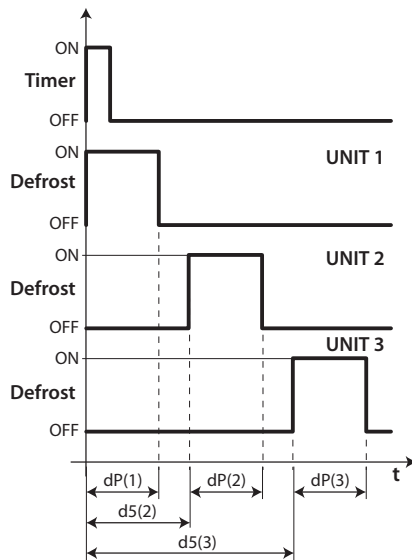 ON
Timer
OFF
ON
UNIT 1
Defrost
OFF
ON
UNIT 2
Defrost
OFF
UNIT 3
ON
Defrost
OFF
t
dP(1) dP(2) dP(3)
d5(2)
d5(3)